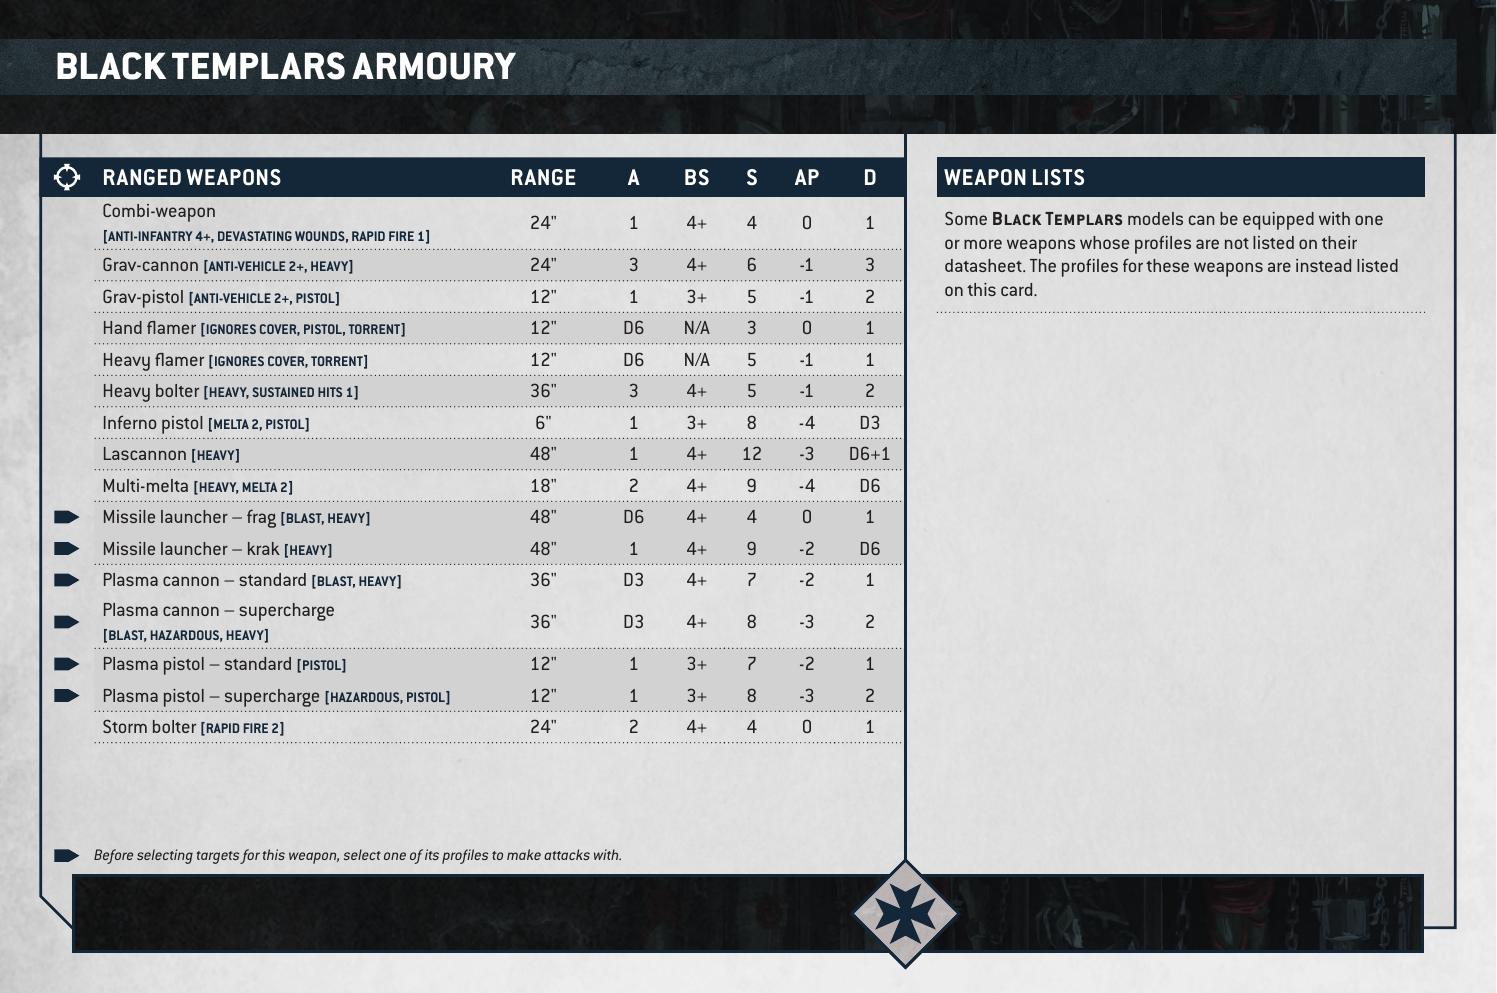 BLACK TEMPLARS ARMOURY
RANGED WEAPONS RANGE A BS S AP D
Combi-weapon
[ANTI-INFANTRY 4+, DEVASTATING WOUNDS, RAPID FIRE 1] 24" 1 4+ 4 0 1
Grav-cannon [ANTI-VEHICLE 2+, HEAVY] 24" 3 4+ 6 -1 3
Grav-pistol [ANTI-VEHICLE 2+, PISTOL] 12" 1 3+ 5 -1 2
Hand flamer [IGNORES COVER, PISTOL, TORRENT] 12" D6 N/A 3 0 1
Heavy flamer [IGNORES COVER, TORRENT] 12" D6 N/A 5 -1 1
Heavy bolter [HEAVY, SUSTAINED HITS 1] 36" 3 4+ 5 -1 2
Inferno pistol [MELTA 2, PISTOL] 6" 1 3+ 8 -4 D3
Lascannon [HEAVY] 48" 1 4+ 12 -3 D6+1
Multi-melta [HEAVY, MELTA 2] 18" 2 4+ 9 -4 D6
Missile launcher – frag [BLAST, HEAVY] 48" D6 4+ 4 0 1
Missile launcher – krak [HEAVY] 48" 1 4+ 9 -2 D6
Plasma cannon – standard [BLAST, HEAVY] 36" D3 4+ 7 -2 1
Plasma cannon – supercharge
[BLAST, HAZARDOUS, HEAVY] 36" D3 4+ 8 -3 2
Plasma pistol – standard [PISTOL] 12" 1 3+ 7 -2 1
Plasma pistol – supercharge [HAZARDOUS, PISTOL] 12" 1 3+ 8 -3 2
Storm bolter [RAPID FIRE 2] 24" 2 4+ 4 0 1
Before selecting targets for this weapon, select one of its profiles to make attacks with.
WEAPON LISTS
Some BLACK TEMPLARS models can be equipped with one
or more weapons whose profiles are not listed on their
datasheet. The profiles for these weapons are instead listed
on this card.